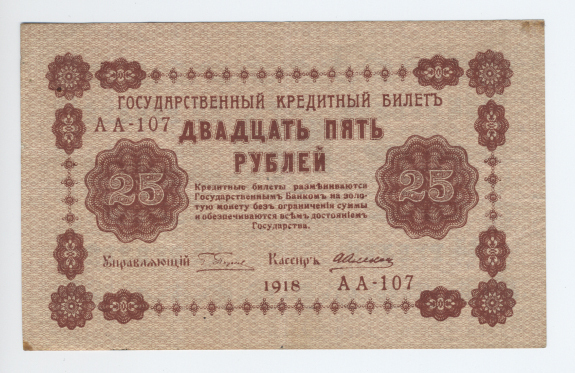 ГОСУДАРСТВЕННЫЙ КРЕДИТНЫЙ БИЛЕТЪ
АА-107
ДВАДЦАТЬ ПЯТЬ
РУБЛЕЙ
25
25
Кредитные билеты размѣниваются
Государственнымъ Банкомъ на золо-
тую монету безъ ограниченія суммы
и обезпечиваются всѣмъ достояніемъ
Государства.
Управляющій
Кассиръ
1918
АА-107